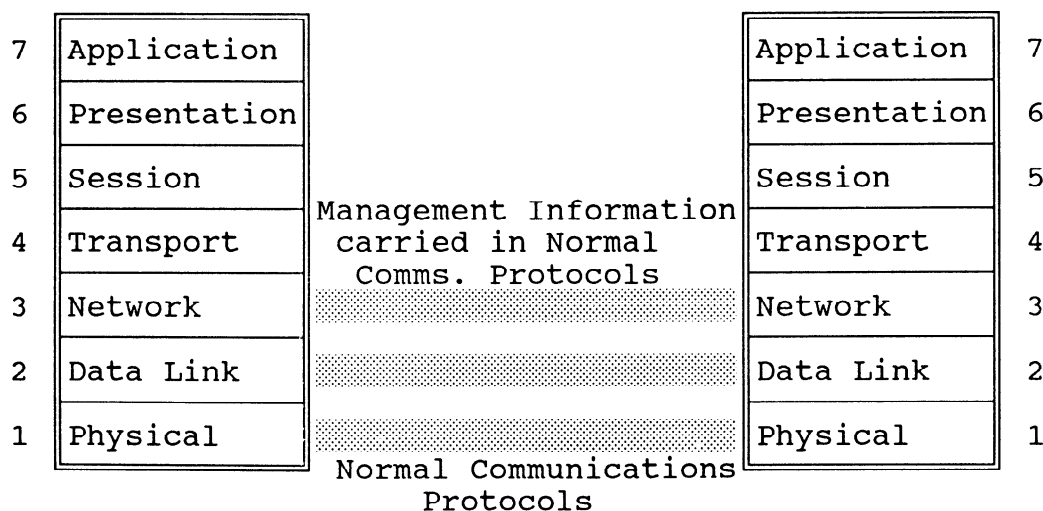 7 Application Application 7
6 Presentation Presentation 6
5 Session Session 5
Management Information
4 Transport carried in Normal Transport 4
Comms. Protocols
3 Network Network 3
2 Data Link Data Link 2
1 Physical Physical 1
Normal Communications
Protocols